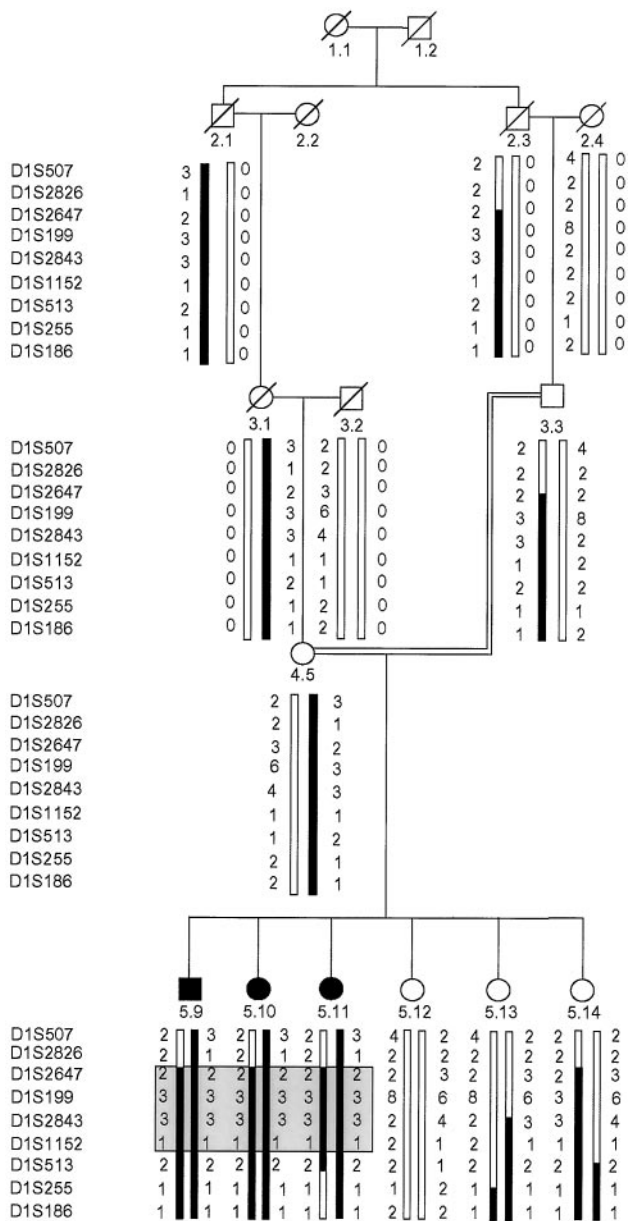 1.1 1.2
2.1 2.2 2.3 2.4
D1S507 3 0 2 0 4 0
D1S2826 1 0 2 0 2 0
D1S2647 2 0 2 0 2 0
D1S199 3 0 3 0 8 0
D1S2843 3 0 3 0 2 0
D1S1152 1 0 1 0 2 0
D1S513 2 0 2 0 2 0
D1S255 1 0 1 0 1 0
D1S186 1 0 1 0 2 0
3.1 3.2 3.3
D1S507 0 3 2 0 2 4
D1S2826 0 1 2 0 2 2
D1S2647 0 2 3 0 2 2
D1S199 0 3 6 0 3 8
D1S2843 0 3 4 0 3 2
D1S1152 0 1 1 0 1 2
D1S513 0 2 1 0 2 2
D1S255 0 1 2 0 1 1
D1S186 0 1 2 0 1 2
4.5
D1S507 2 3
D1S2826 2 1
D1S2647 3 2
D1S199 6 3
D1S2843 4 3
D1S1152 1 1
D1S513 1 2
D1S255 2 1
D1S186 2 1
5.9 5.10 5.11 5.12 5.13 5.14
D1S507 2 3 2 3 2 3 4 2 4 2 2 2
D1S2826 2 1 2 1 2 1 2 2 2 2 2 2
D1S2647 2 2 2 2 2 2 2 3 2 3 2 3
D1S199 3 3 3 3 3 3 8 6 8 6 3 6
D1S2843 3 3 3 3 3 3 2 4 2 3 3 4
D1S1152 1 1 1 1 1 1 2 1 2 1 1 1
D1S513 2 2 2 2 2 2 2 1 2 2 2 2
D1S255 1 1 1 1 1 1 1 2 1 1 1 1
D1S186 1 1 1 1 2 1 2 2 1 1 1 1